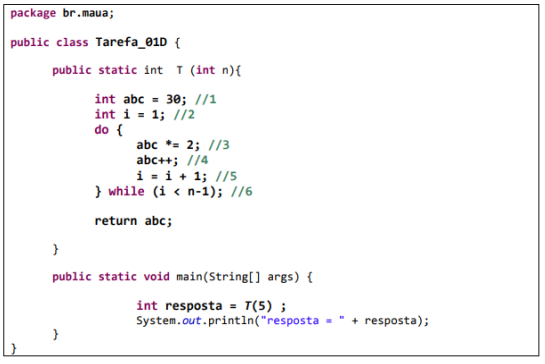 package br.maua;
public class Tarefa_01D {
public static int T (int n){
int abc = 30; //1
int i = 1; //2
do {
abc *= 2; //3
abc++; //4
i = i + 1; //5
} while (i < n-1); //6
return abc;
}
public static void main(String[] args) {
int resposta = T(5) ;
System.out.println("resposta = " + resposta);
}
}